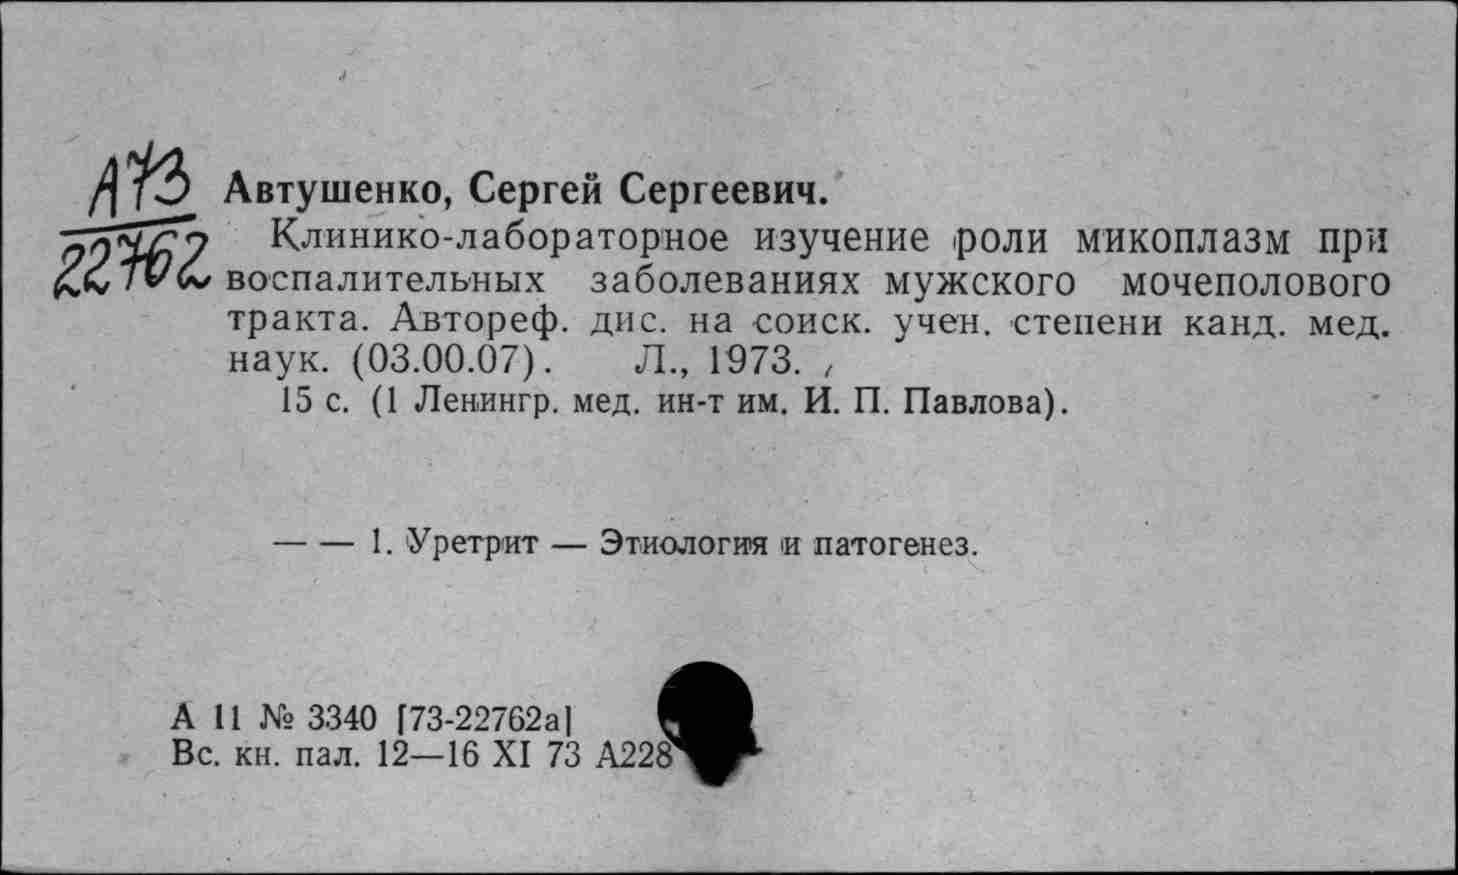 А73
22762
Автушенко, Сергей Сергеевич.
Клинико-лабораторное изучение роли микоплазм при
воспалительных заболеваниях мужского мочеполового
тракта. Автореф. дис. на соиск. учен. степени канд. мед.
наук. (03.00.07). Л., 1973.
15 с. (1 Ленингр. мед. ин-т им. И. П. Павлова).
— — 1. Уретрит — Этиология и патогенез.
А 11 № 3340 [73-22762а]
Вс. кн. пал. 12—16 XI 73 А228